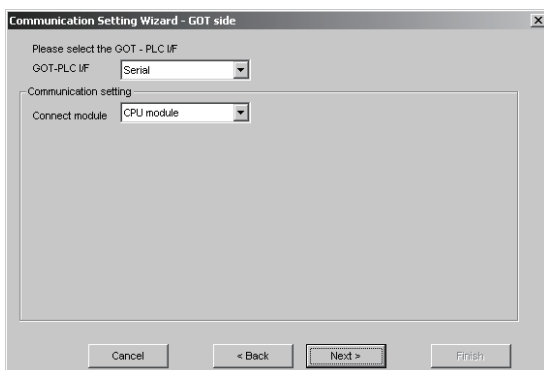 Communication Setting Wizard - GOT side
Please select the GOT - PLC I/F
GOT-PLC I/F Serial
Communication setting
Connect module CPU module
Cancel < Back Next > Finish